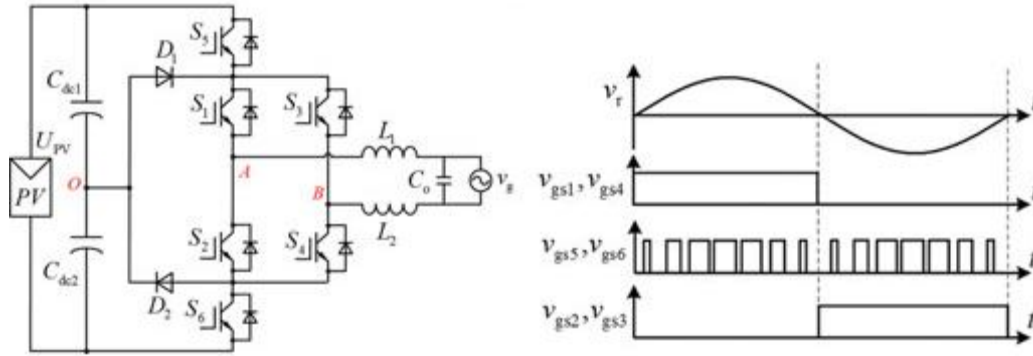 S5
D1
Cdc1
S1
S3
L1
UPV
A
O
PV
B
Co
vg
L2
S2
S4
Cdc2
D2
S6
vr
t
vgs1, vgs4
t
vgs5, vgs6
t
vgs2, vgs3
t